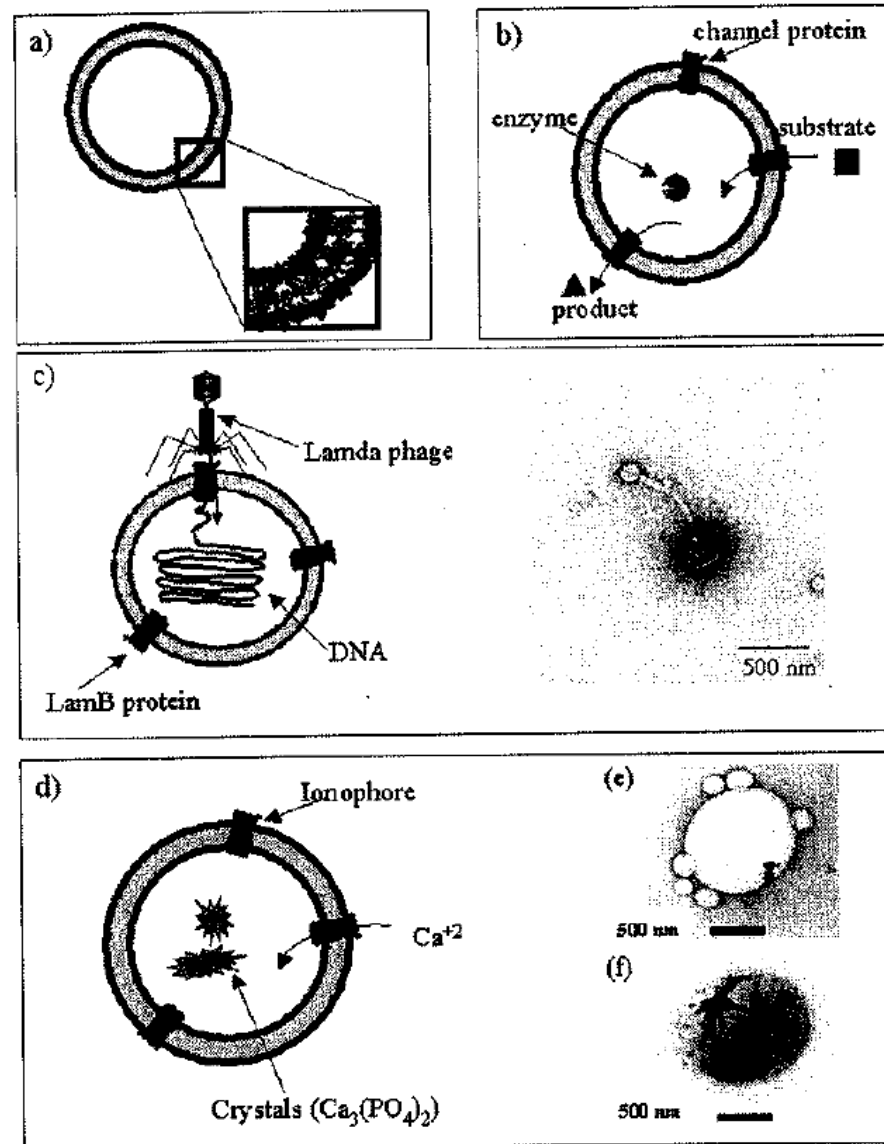 a)
b)
channel protein
enzyme
substrate
product
c)
Lamda phage
DNA
LamB protein
500 nm
d)
Ionophore
Ca+2
Crystals (Ca3(PO4)2)
(e)
500 nm
(f)
500 nm